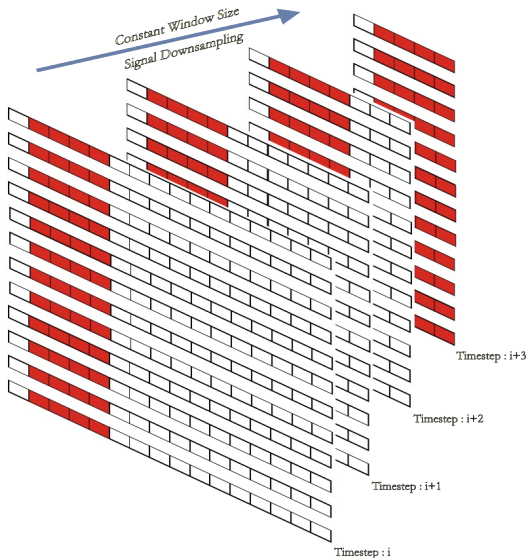 Constant Window Size
Signal Downsampling
Timestep : i+3
Timestep : i+2
Timestep : i+1
Timestep : i